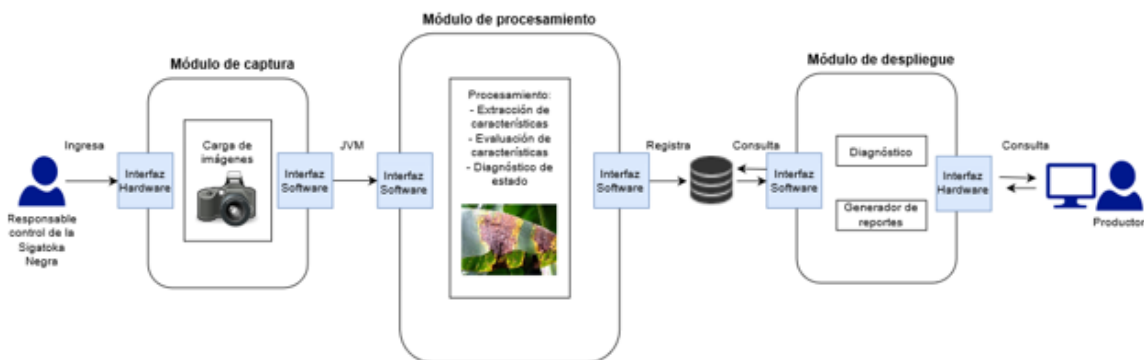 Módulo de procesamiento
Módulo de captura
Módulo de despliegue
Ingresa
Responsable
control de la
Sigatoka
Negra
Interfaz
Hardware
Carga de
imágenes
Interfaz
Software
JVM
Interfaz
Software
Procesamiento:
- Extracción de
características
- Evaluación de
características
- Diagnóstico de
estado
Interfaz
Software
Registra
Consulta
Interfaz
Software
Diagnóstico
Generador de
reportes
Interfaz
Hardware
Consulta
Productor